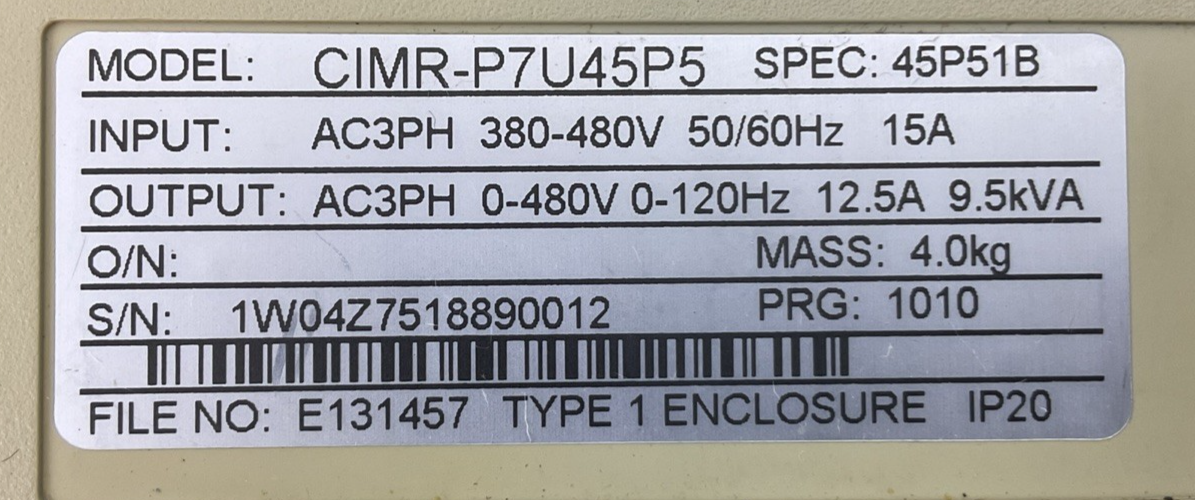 MODEL: CIMR-P7U45P5 SPEC: 45P51B
INPUT: AC3PH 380-480V 50/60Hz 15A
OUTPUT: AC3PH 0-480V 0-120Hz 12.5A 9.5kVA
O/N: MASS: 4.0kg
S/N: 1W04Z7518890012 PRG: 1010
FILE NO: E131457 TYPE 1 ENCLOSURE IP20